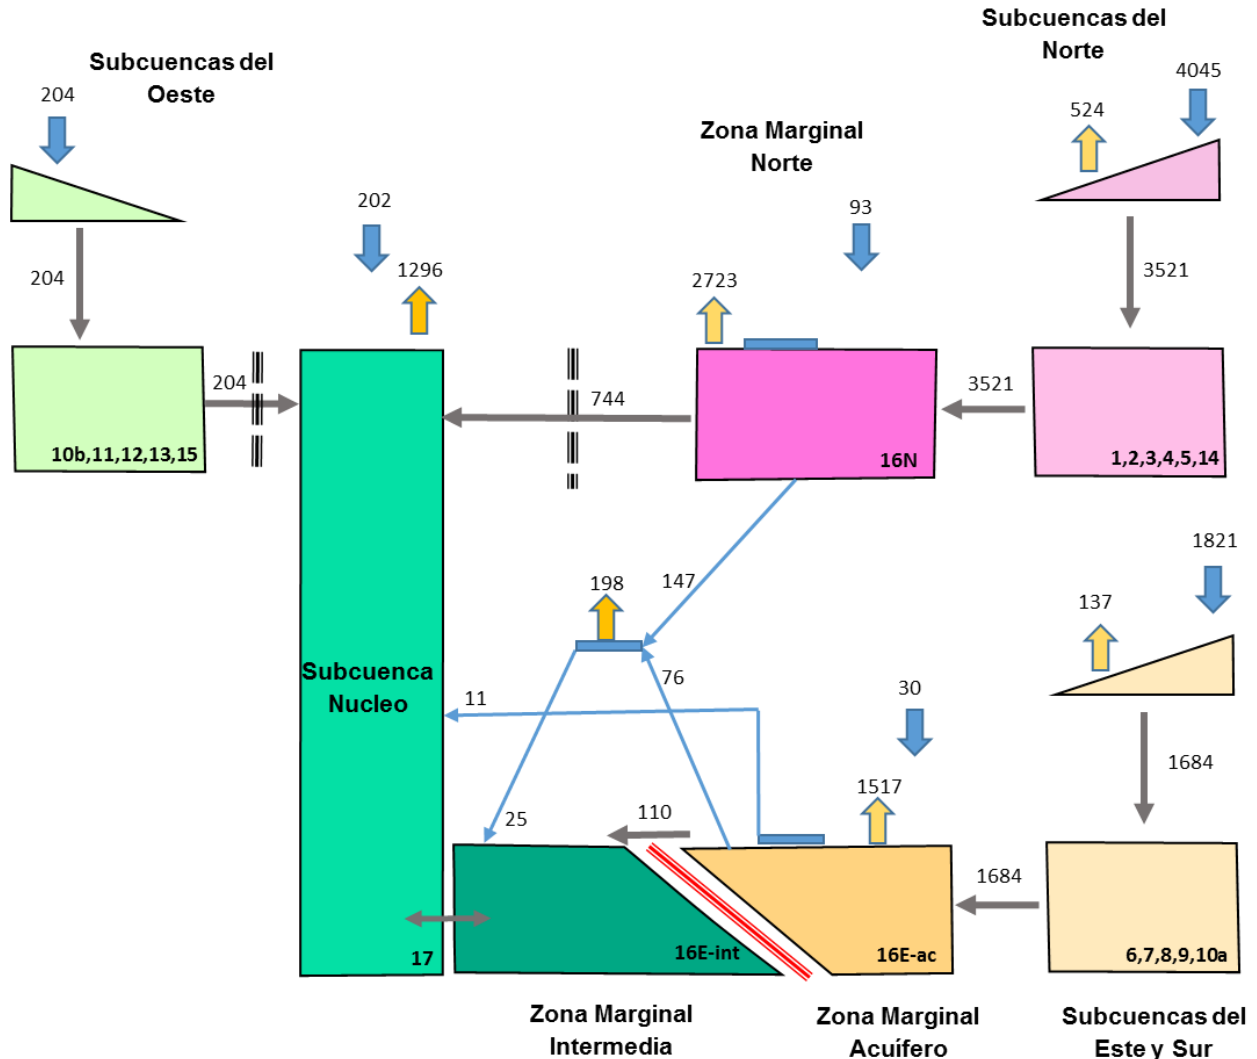 Subcuencas del
Norte
Subcuencas del
Oeste
204
4045
524
Zona Marginal
Norte
202
93
1296
2723
204
3521
204
744
3521
10b,11,12,13,15
16N
1,2,3,4,5,14
1821
147
198
137
Subcuenca
Nucleo
76
11
30
1684
1517
25
110
1684
17
16E-int
16E-ac
6,7,8,9,10a
Zona Marginal
Intermedia
Zona Marginal
Acuífero
Subcuencas del
Este y Sur